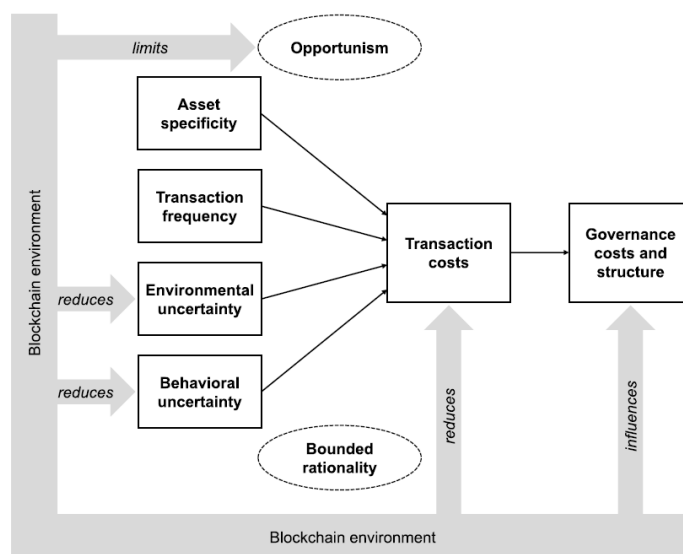 limits
Opportunism
Asset
specificity
Transaction
frequency
Transaction
costs
Governance
costs and
structure
Blockchain environment
reduces
Environmental
uncertainty
reduces
Behavioral
uncertainty
reduces
influences
Bounded
rationality
Blockchain environment